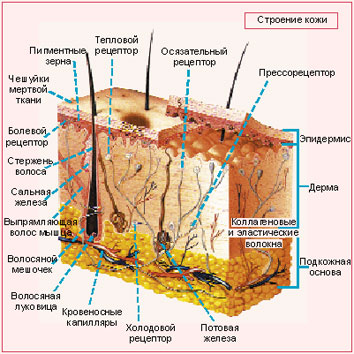 Строение кожи
Пигментные
зерна
Тепловой
рецептор
Осязательный
рецептор
Прессорецептор
Чешуйки
мертвой
ткани
Болевой
рецептор
Стержень
волоса
Сальная
железа
Выпрямляющая
волос мышца
Волосяной
мешочек
Волосяная
луковица
Кровеносные
капилляры
Холодовой
рецептор
Потовая
железа
Эпидермис
Дерма
Коллагеновые
и эластические
волокна
Подкожная
основа